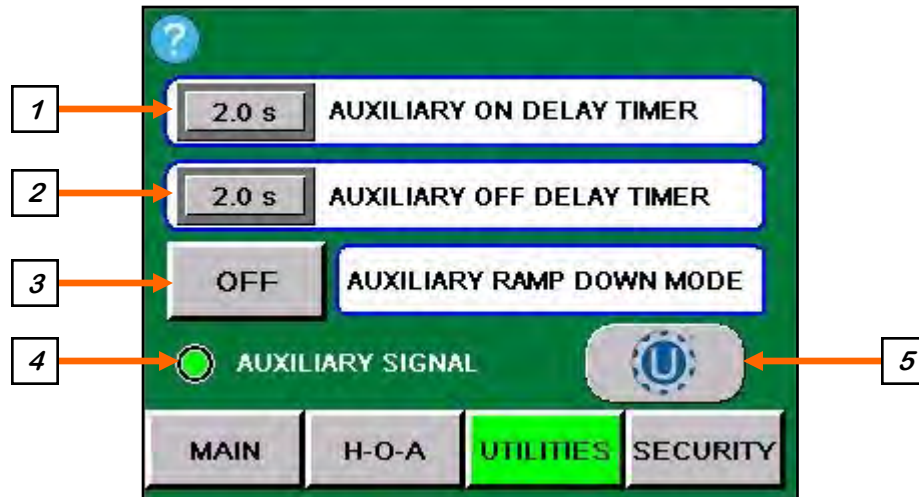 ?
1
2.0 s AUXILIARY ON DELAY TIMER
2
2.0 s AUXILIARY OFF DELAY TIMER
3
OFF AUXILIARY RAMP DOWN MODE
4
AUXILIARY SIGNAL
U
5
MAIN H-O-A UTILITIES SECURITY